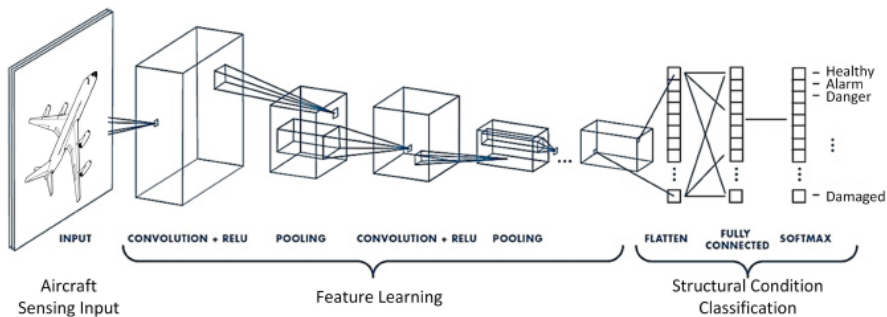 Healthy
Alarm
Danger
Damaged
INPUT
CONVOLUTION + RELU
POOLING
CONVOLUTION + RELU
POOLING
FLATTEN
FULLY
CONNECTED
SOFTMAX
Aircraft
Sensing Input
Feature Learning
Structural Condition
Classification